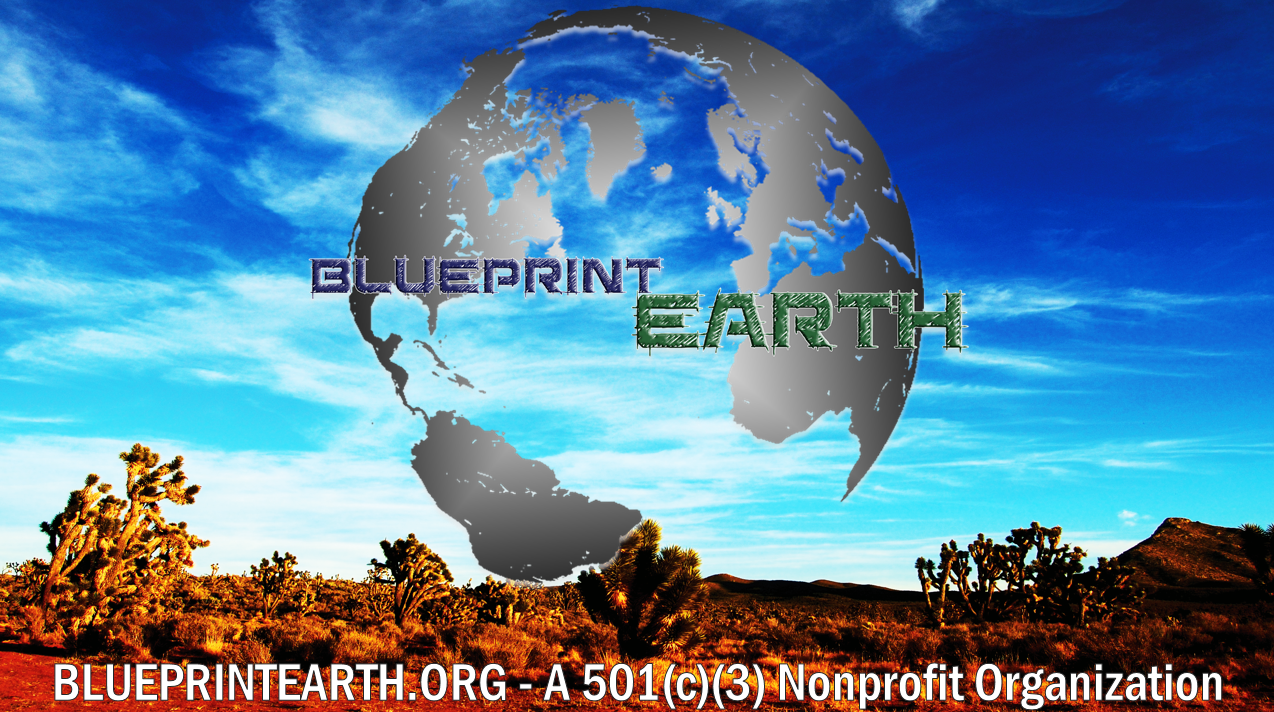 BLUEPRINT
EARTH
BLUEPRINTEARTH.ORG - A 501(c)(3) Nonprofit Organization